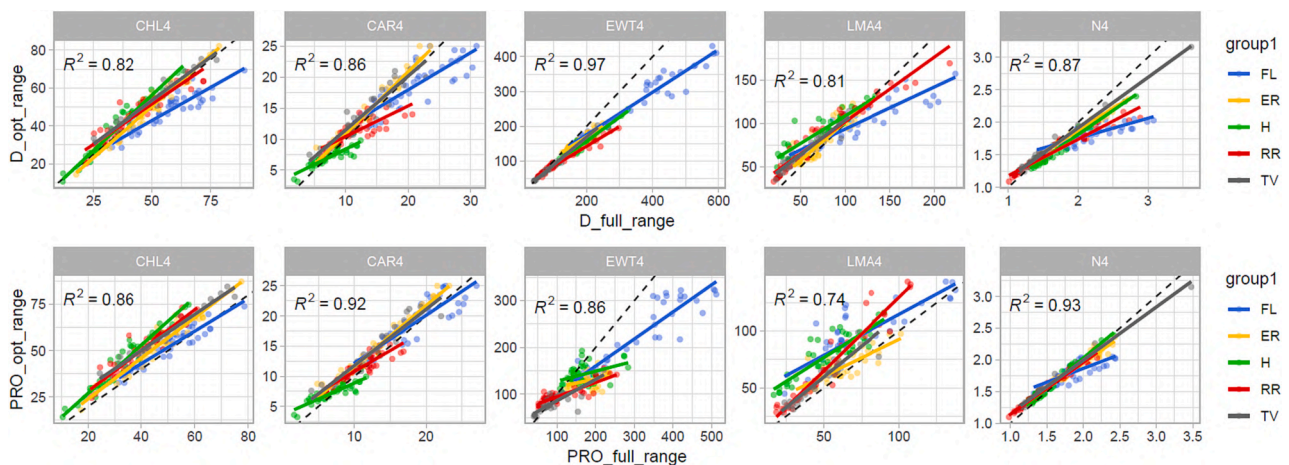 CHL4 CAR4 EWT4 LMA4 N4
R² = 0.82 R² = 0.86 R² = 0.97 R² = 0.81 R² = 0.87
D_opt_range
80
60
40
20
25 50 75
25
20
15
10
5
10 20 30
400
300
200
100
200 400 600
150
100
50
50 100 150 200
3.0
2.5
2.0
1.5
1.0
1 2 3
D_full_range
group1
FL
ER
H
RR
TV
CHL4 CAR4 EWT4 LMA4 N4
R² = 0.86 R² = 0.92 R² = 0.86 R² = 0.74 R² = 0.93
PRO_opt_range
75
50
25
20 40 60 80
25
20
15
10
5
10 20
300
200
100
100 200 300 400 500
100
50
50 100
3.0
2.5
2.0
1.5
1.0
1.0 1.5 2.0 2.5 3.0 3.5
PRO_full_range
group1
FL
ER
H
RR
TV